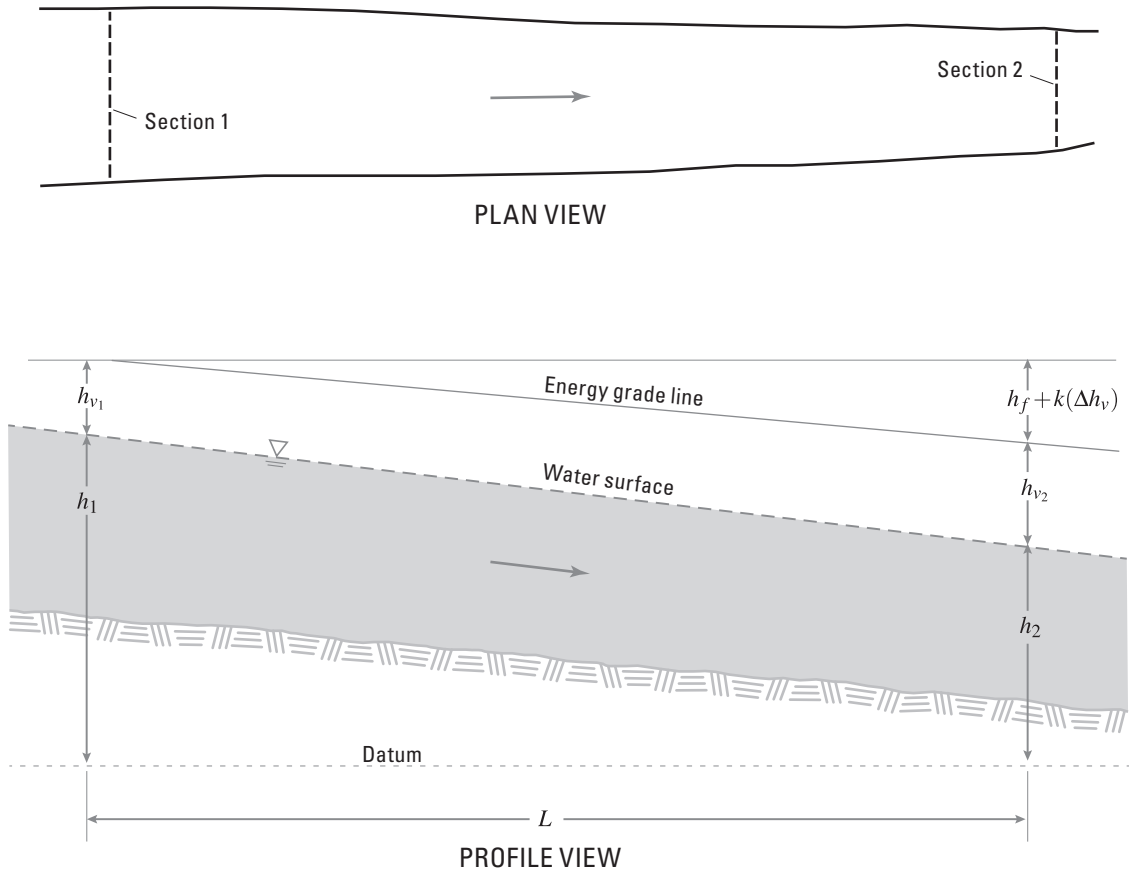 Section 2
Section 1
PLAN VIEW
Energy grade line
h_{v_1}
h_f + k(Δh_v)
Water surface
h_1
h_{v_2}
h_2
Datum
L
PROFILE VIEW